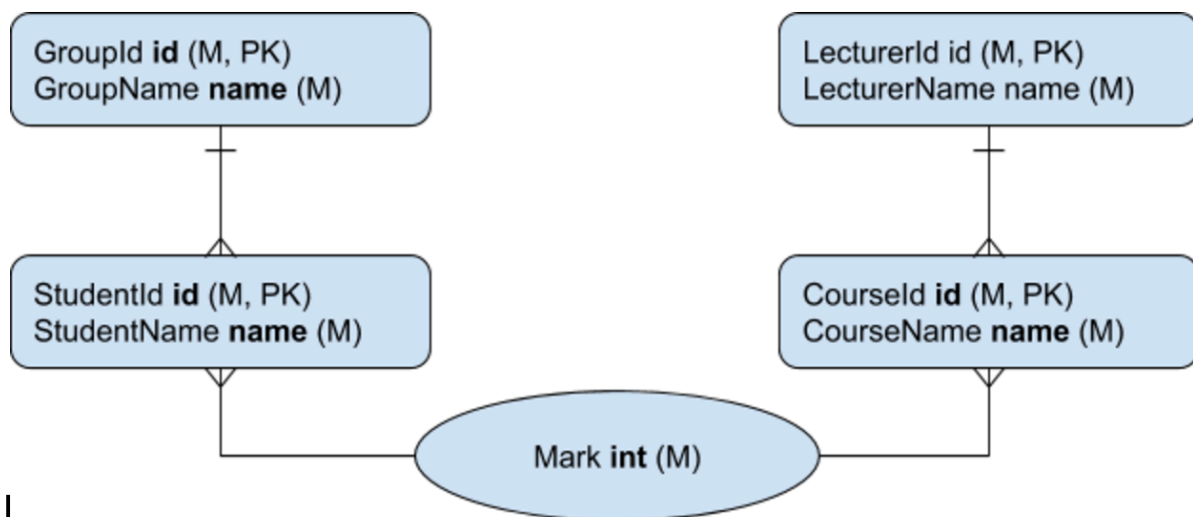 GroupId id (M, PK)
GroupName name (M)
LecturerId id (M, PK)
LecturerName name (M)
StudentId id (M, PK)
StudentName name (M)
CourseId id (M, PK)
CourseName name (M)
Mark int (M)